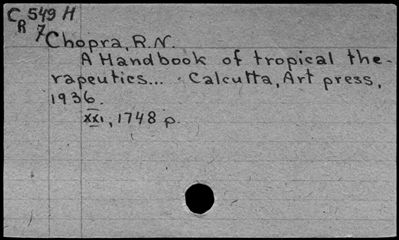 C 549 H
R 7
Chopra, R.N.
A Handbook of tropical the-
rapeutics... Calcutta, Art press,
1936.
xxi, 1748 p.